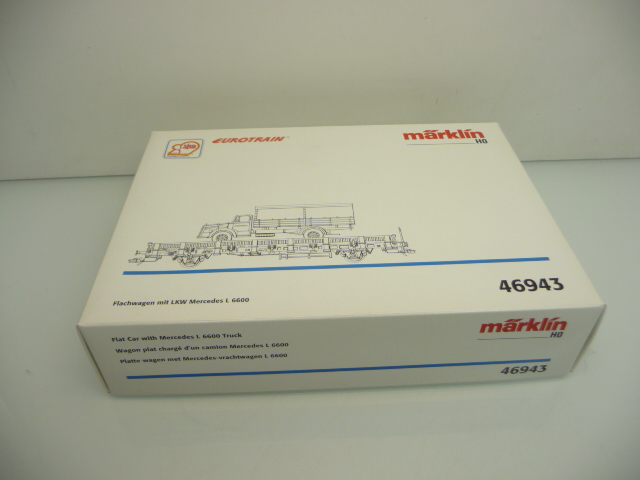 EUROTRAIN
märklin
H0
46943
Flachwagen mit LKW Mercedes L 6600
Flat Car with Mercedes L 6600 Truck
Wagon plat chargé d'un camion Mercedes L 6600
Platte wagen met Mercedes-vrachtwagen L 6600
märklin
H0
46943